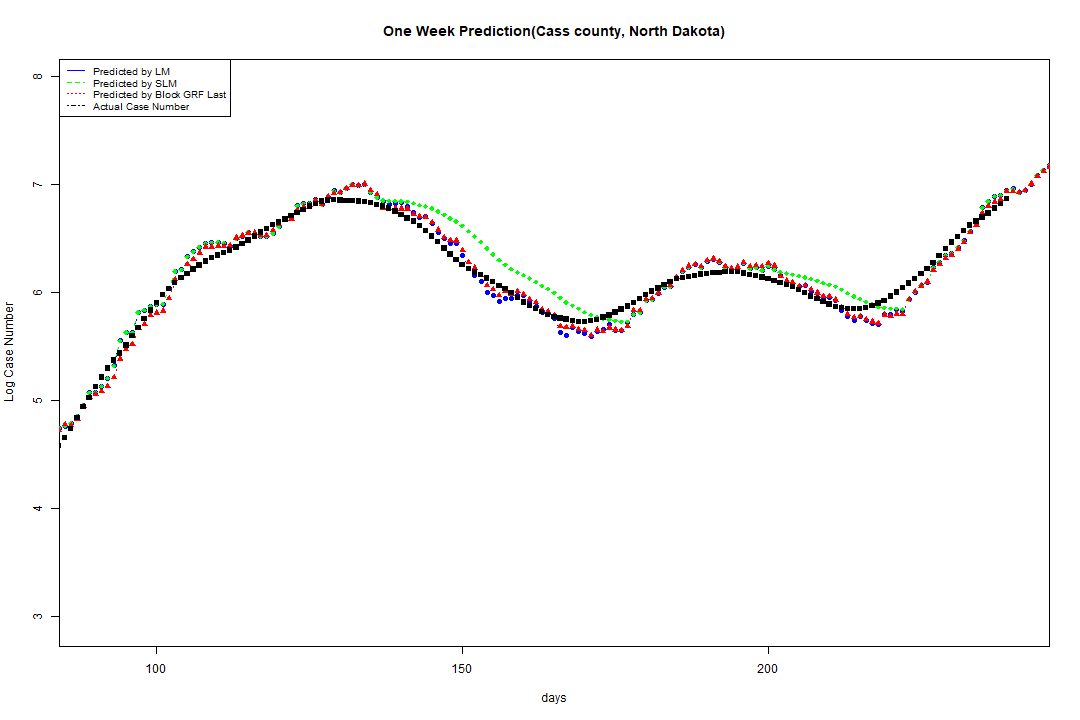 One Week Prediction(Cass county, North Dakota)
Predicted by LM
Predicted by SLM
Predicted by Block GRF Last
Actual Case Number
8
7
6
5
4
3
Log Case Number
100 150 200
days